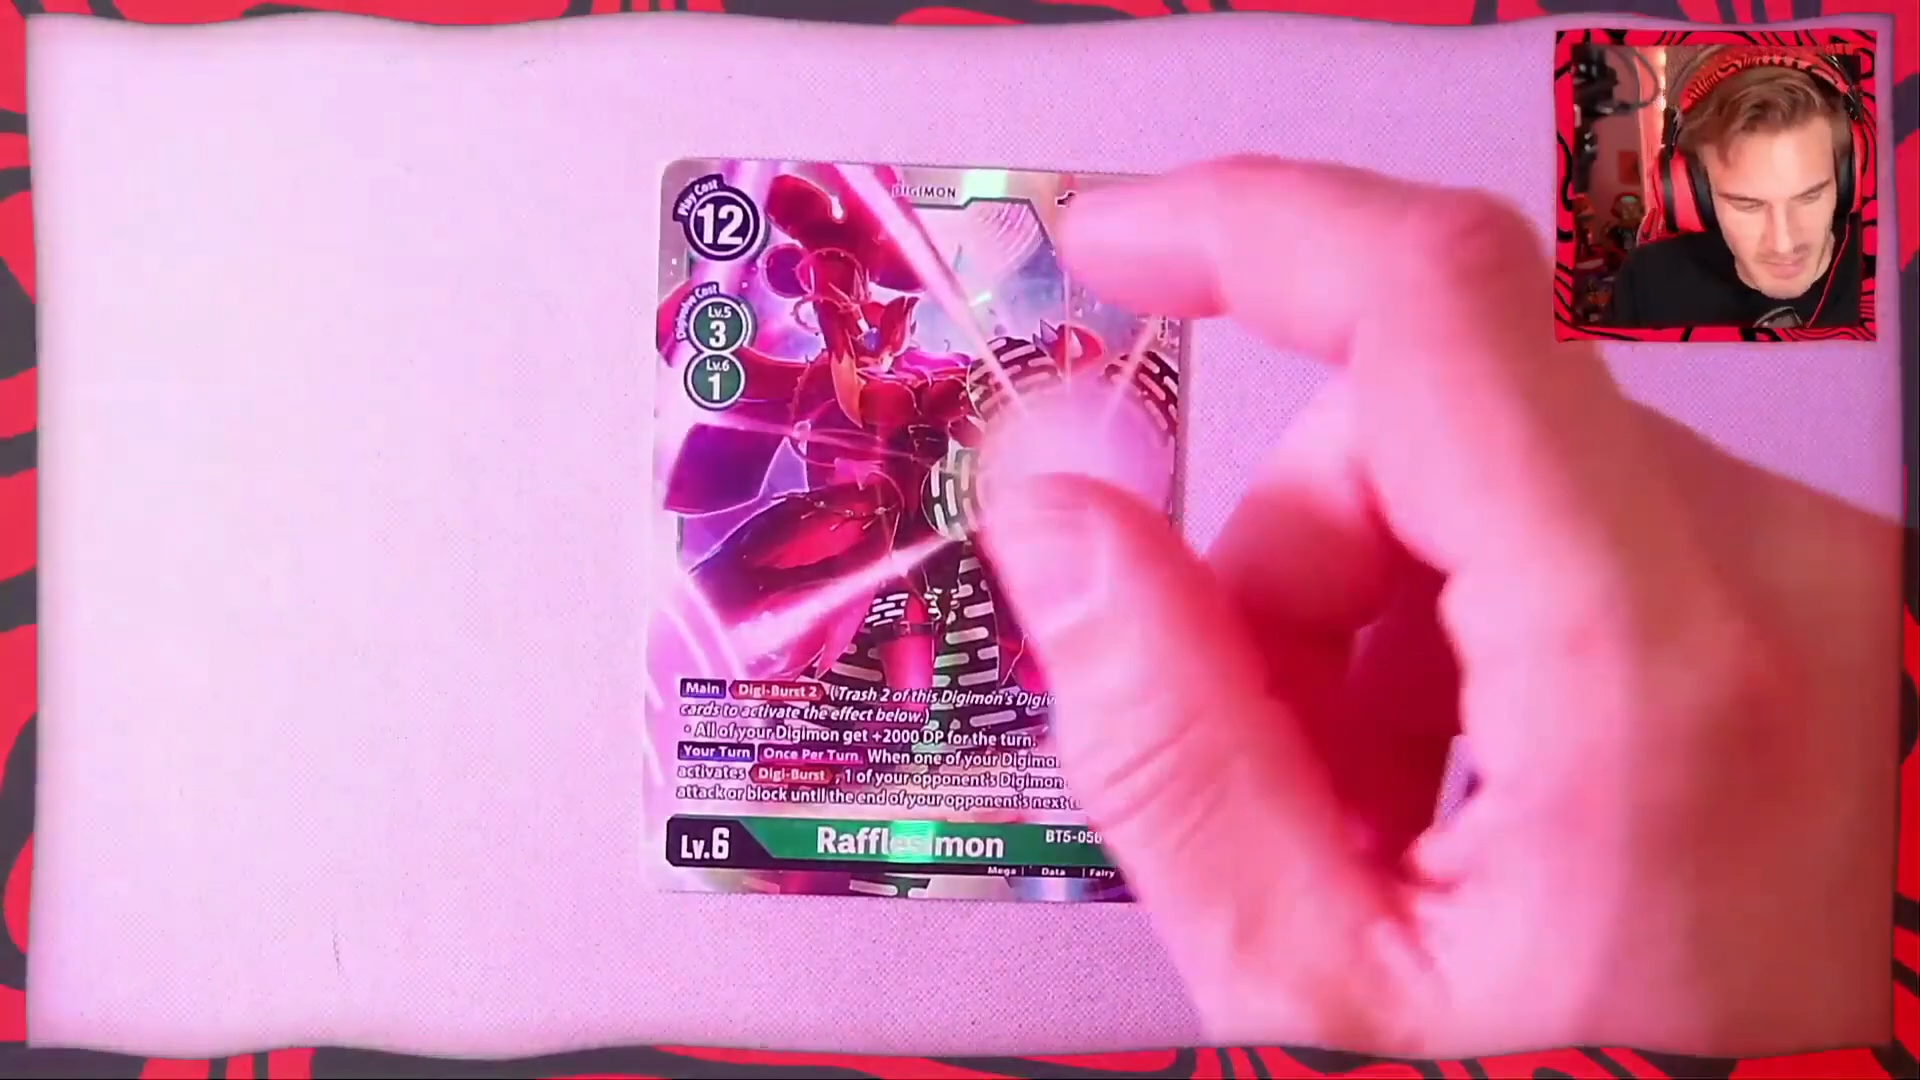 DIGIMON
Play Cost
12
Digivolve Cost
Lv.5
3
Lv.6
1
Main Digi-Burst 2 (Trash 2 of this Digimon's
cards to activate the effect below.)
・All of your Digimon get +2000 DP for the turn.
Your Turn Once Per Turn When one of your
activates Digi-Burst, 1 of your opponent's Digimon
attack or block until the end of your opponent's next
Lv.6
Rafflesimon
BT5-056
Mega | Data | Fairy